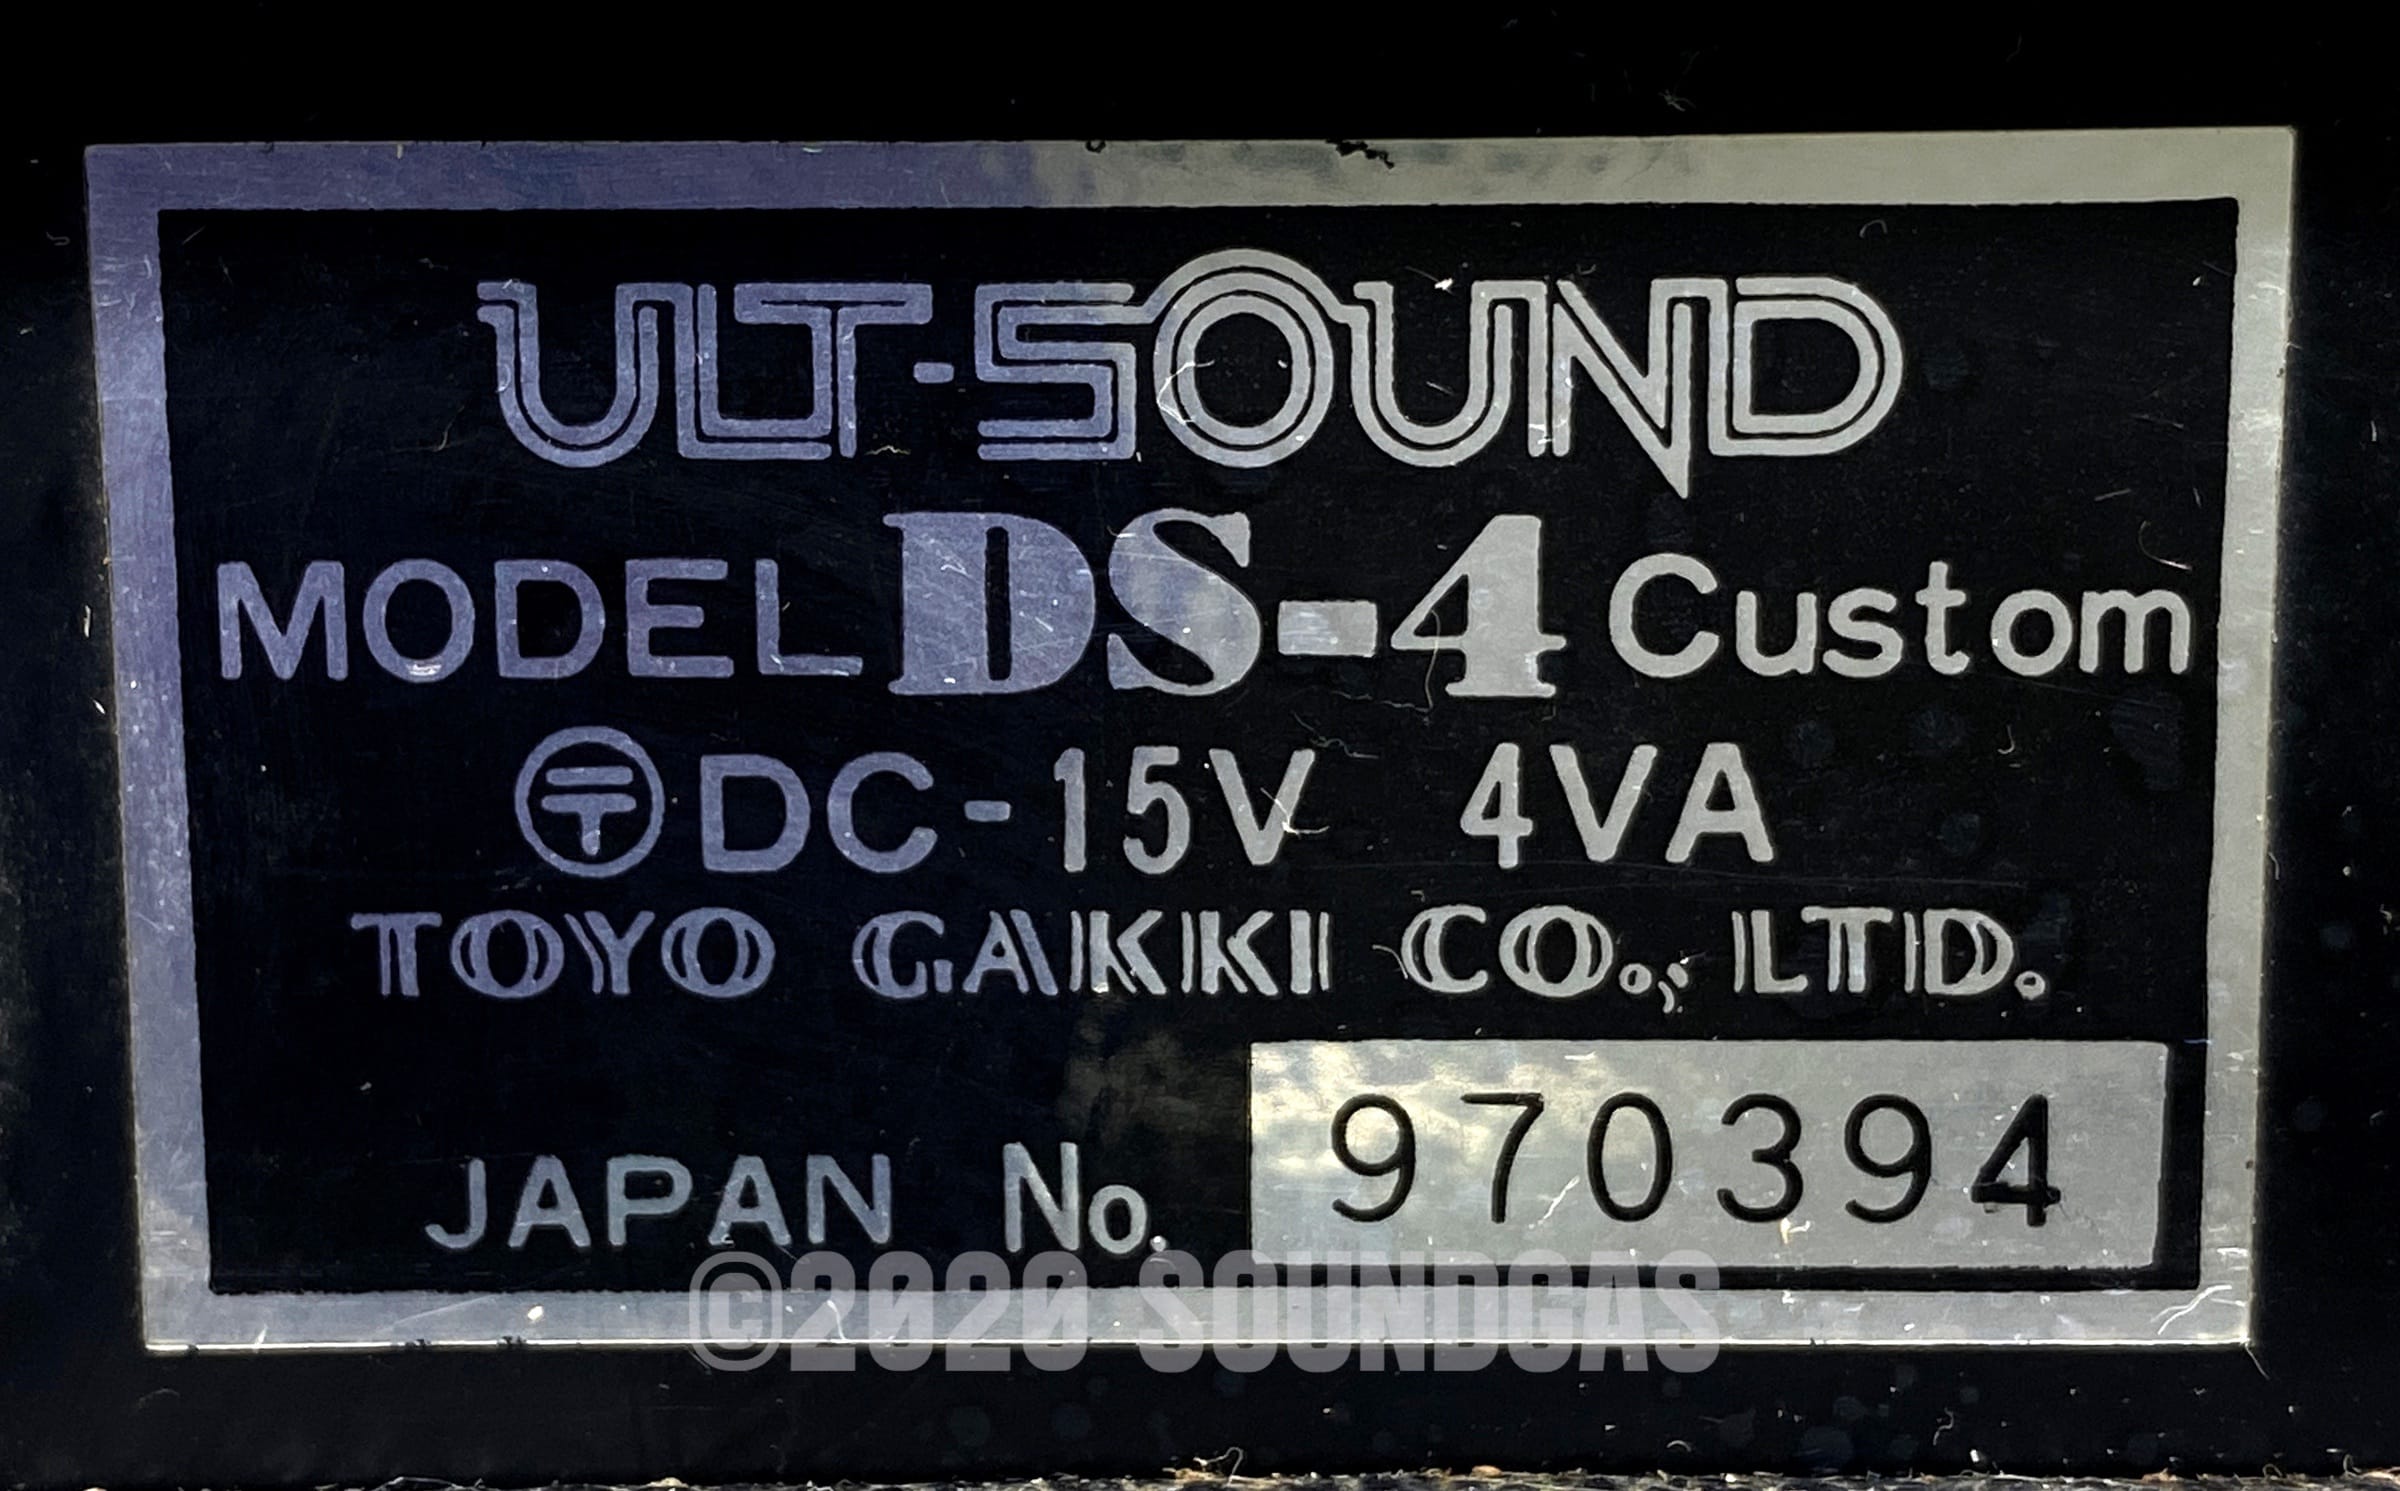 ULT-SOUND
MODEL DS-4 Custom
〶 DC-15V 4VA
TOYO GAKKI CO., LTD.
JAPAN No. 970394
©2020 SOUNDGAS